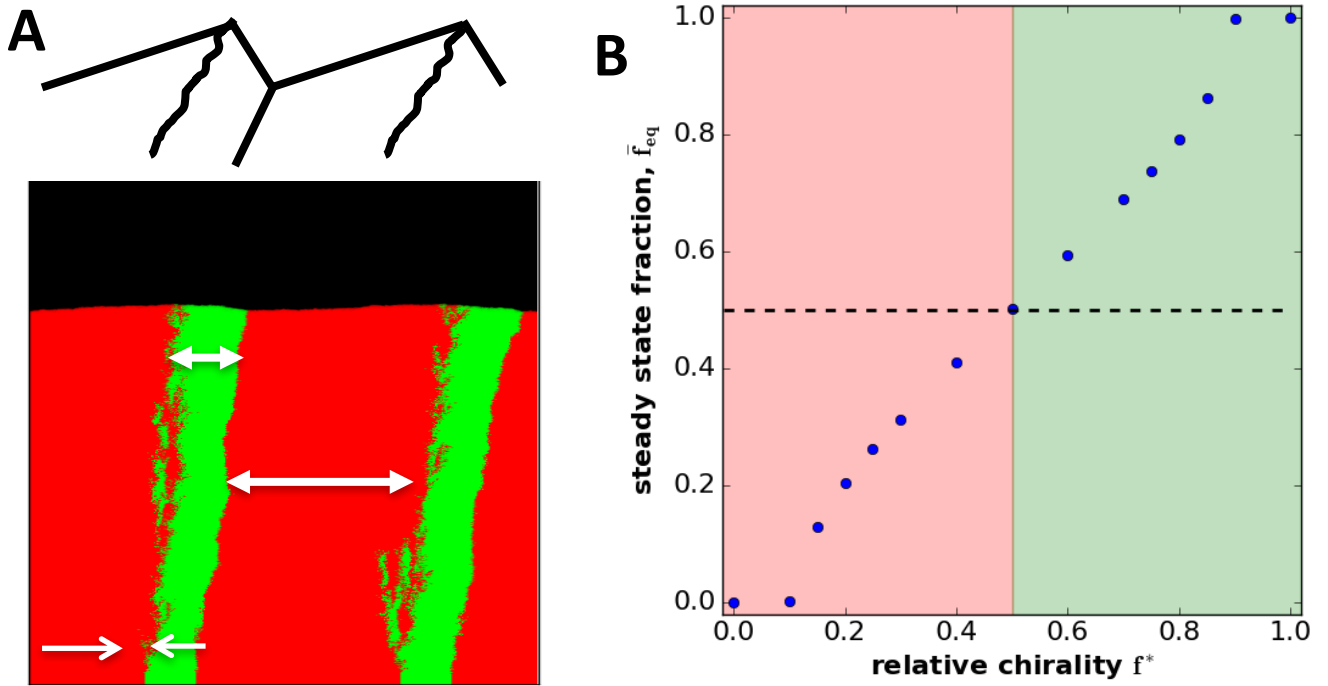 A
B
1.0
0.8
0.6
0.4
0.2
0.0
steady state fraction, f̄eq
0.0 0.2 0.4 0.6 0.8 1.0
relative chirality f*